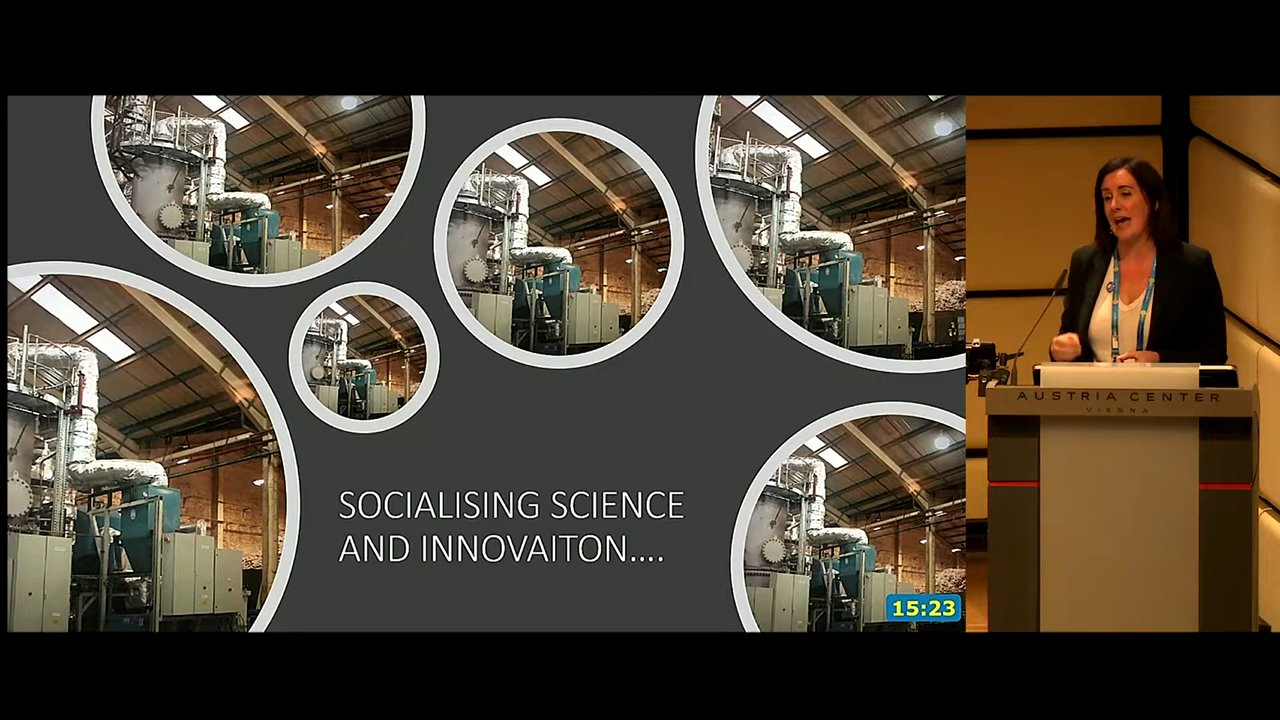 SOCIALISING SCIENCE
AND INNOVAITON....
15:23
AUSTRIA CENTER
VIENNA